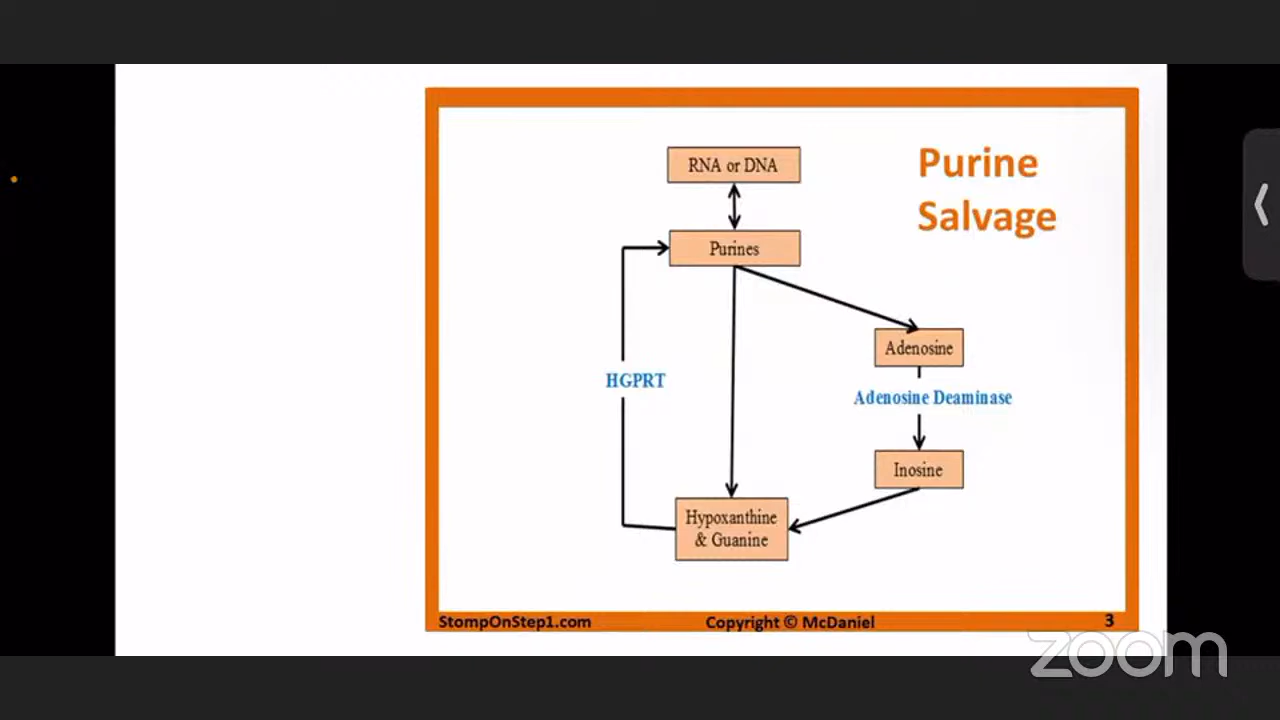 Purine
Salvage
RNA or DNA
Purines
Adenosine
HGPRT
Adenosine Deaminase
Inosine
Hypoxanthine
& Guanine
StompOnStep1.com
Copyright © McDaniel
3
zoom